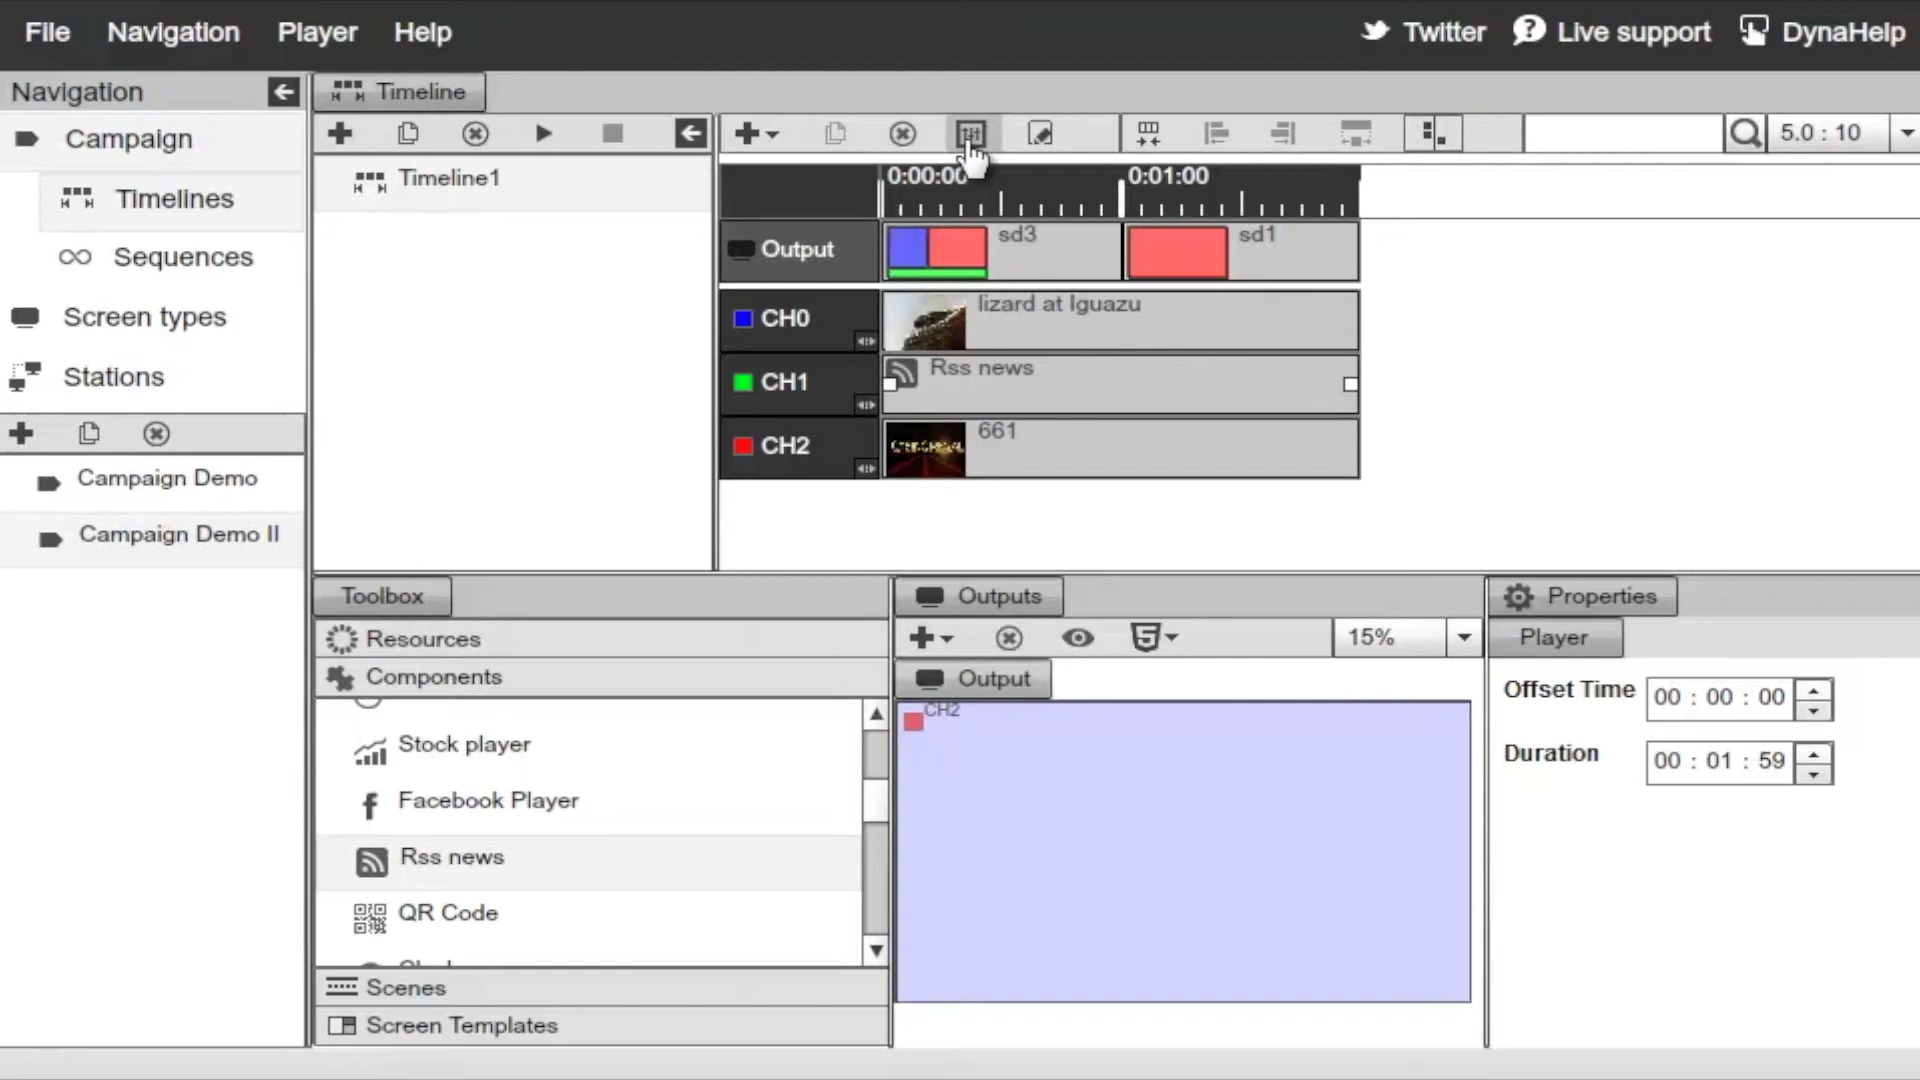 File Navigation Player Help Twitter Live support DynaHelp
Navigation
Timeline
Campaign
5.0 : 10
Timelines
Timeline1
0:00:00 0:01:00
Sequences
Output sd3 sd1
Screen types
CH0 lizard at Iguazu
Stations
CH1 Rss news
CH2 661
Campaign Demo
Campaign Demo II
Toolbox
Outputs
Properties
Resources
15%
Player
Components
Output
CH2
Offset Time 00 : 00 : 00
Stock player
Duration 00 : 01 : 59
Facebook Player
Rss news
QR Code
Scenes
Screen Templates